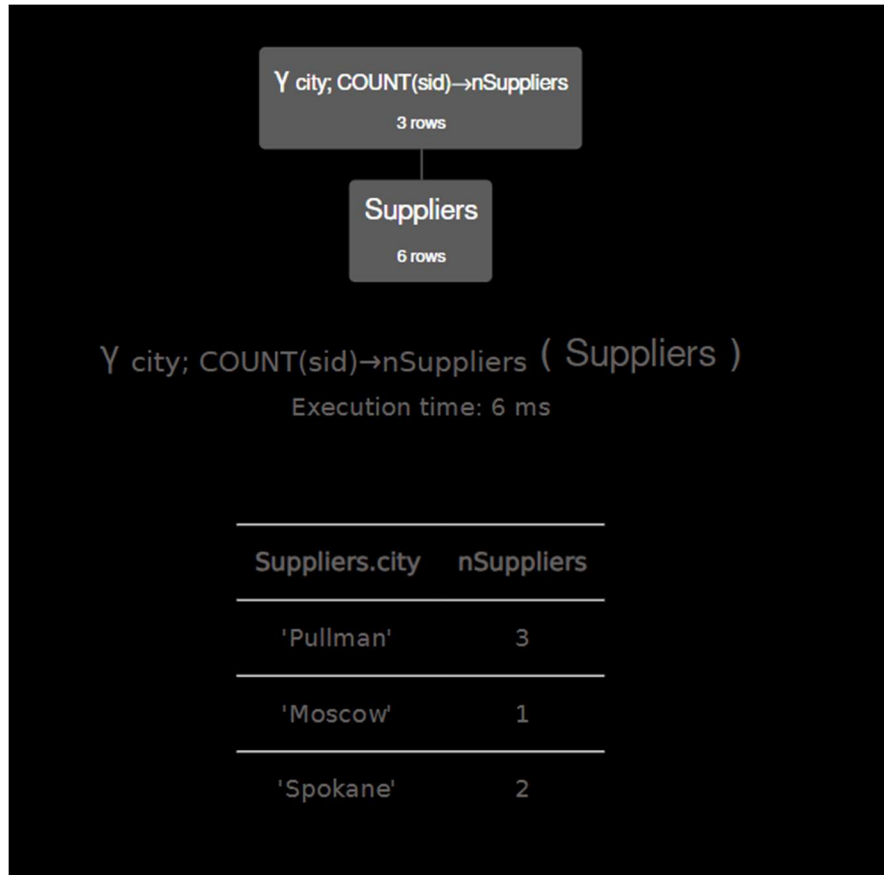 γ city; COUNT(sid)→nSuppliers
3 rows
Suppliers
6 rows
γ city; COUNT(sid)→nSuppliers ( Suppliers )
Execution time: 6 ms
Suppliers.city nSuppliers
'Pullman' 3
'Moscow' 1
'Spokane' 2